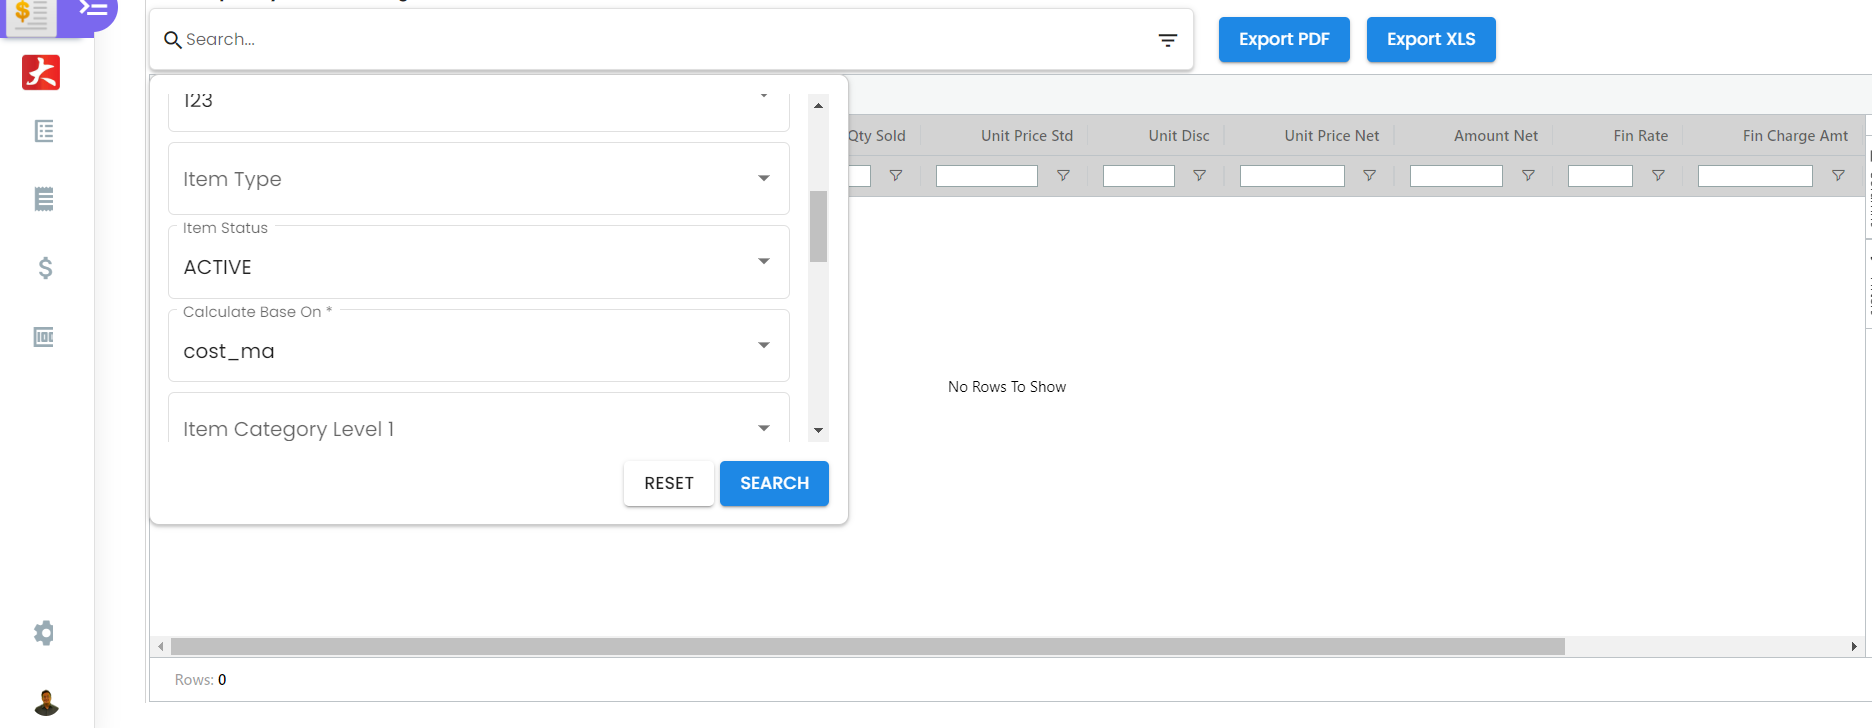 Search...
Export PDF
Export XLS
123
Item Type
Item Status
ACTIVE
Calculate Base On *
cost_ma
Item Category Level 1
RESET
SEARCH
Qty Sold
Unit Price Std
Unit Disc
Unit Price Net
Amount Net
Fin Rate
Fin Charge Amt
No Rows To Show
Rows: 0